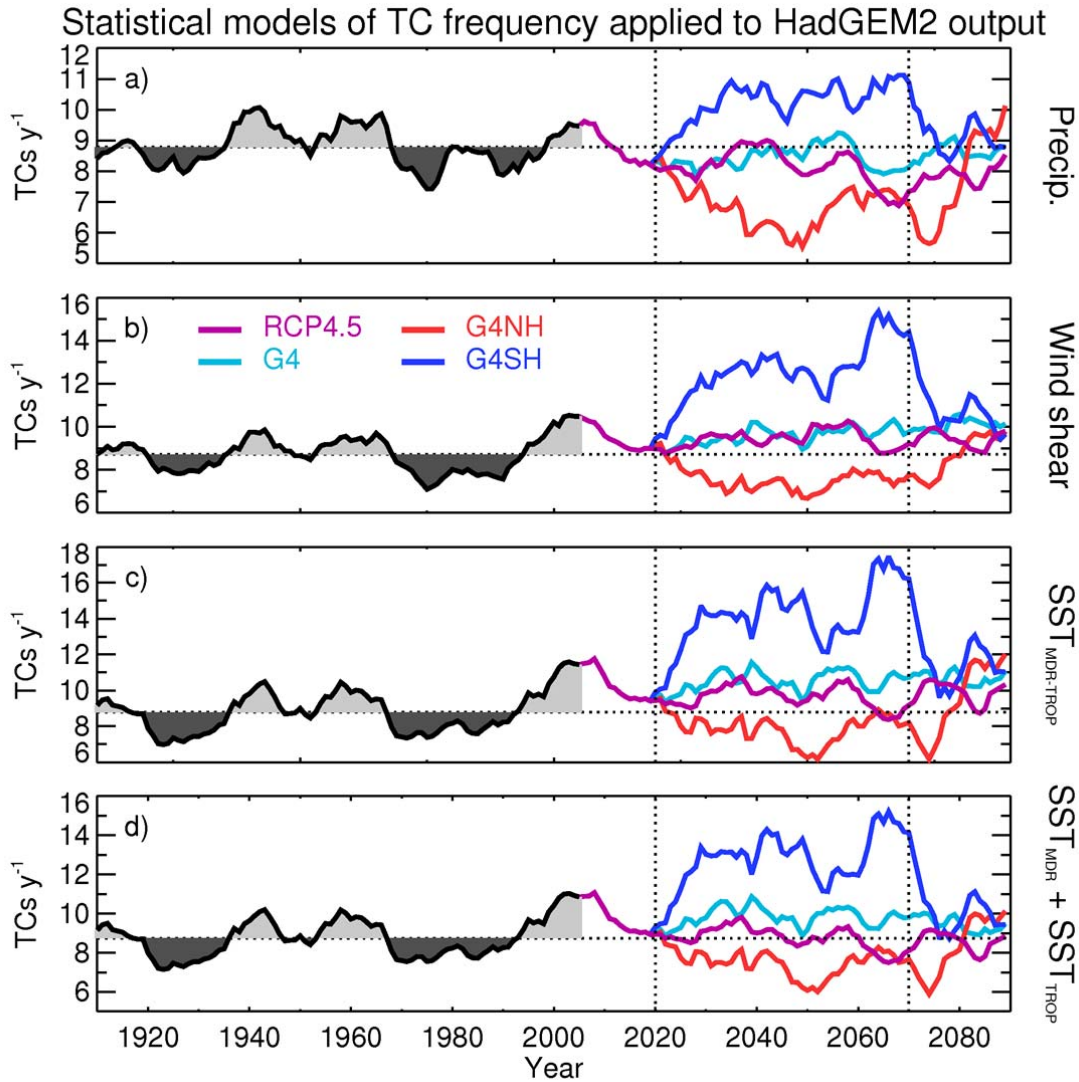 Statistical models of TC frequency applied to HadGEM2 output
12
11
10
9
8
7
6
5
TCs y⁻¹
a)
Precip.
16
14
12
10
8
6
TCs y⁻¹
b)
RCP4.5
G4NH
G4
G4SH
Wind shear
18
16
14
12
10
8
6
TCs y⁻¹
c)
SST MDR-TROP
16
14
12
10
8
6
TCs y⁻¹
d)
SST MDR + SST TROP
1920 1940 1960 1980 2000 2020 2040 2060 2080
Year